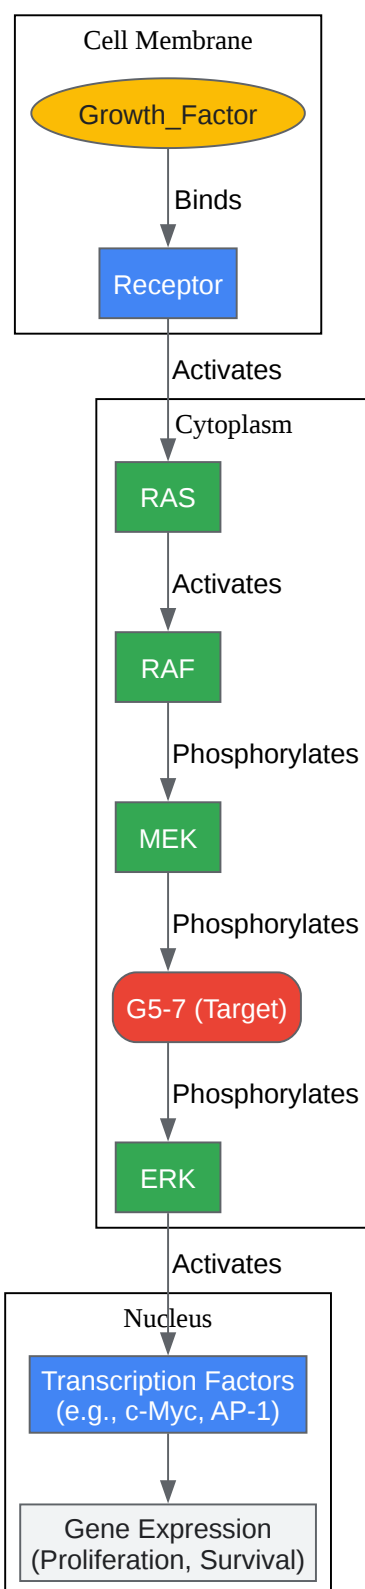 Cell Membrane
Growth_Factor
Binds
Receptor
Activates
Cytoplasm
RAS
Activates
RAF
Phosphorylates
MEK
Phosphorylates
G5-7 (Target)
Phosphorylates
ERK
Activates
Nucleus
Transcription Factors
(e.g., c-Myc, AP-1)
Gene Expression
(Proliferation, Survival)